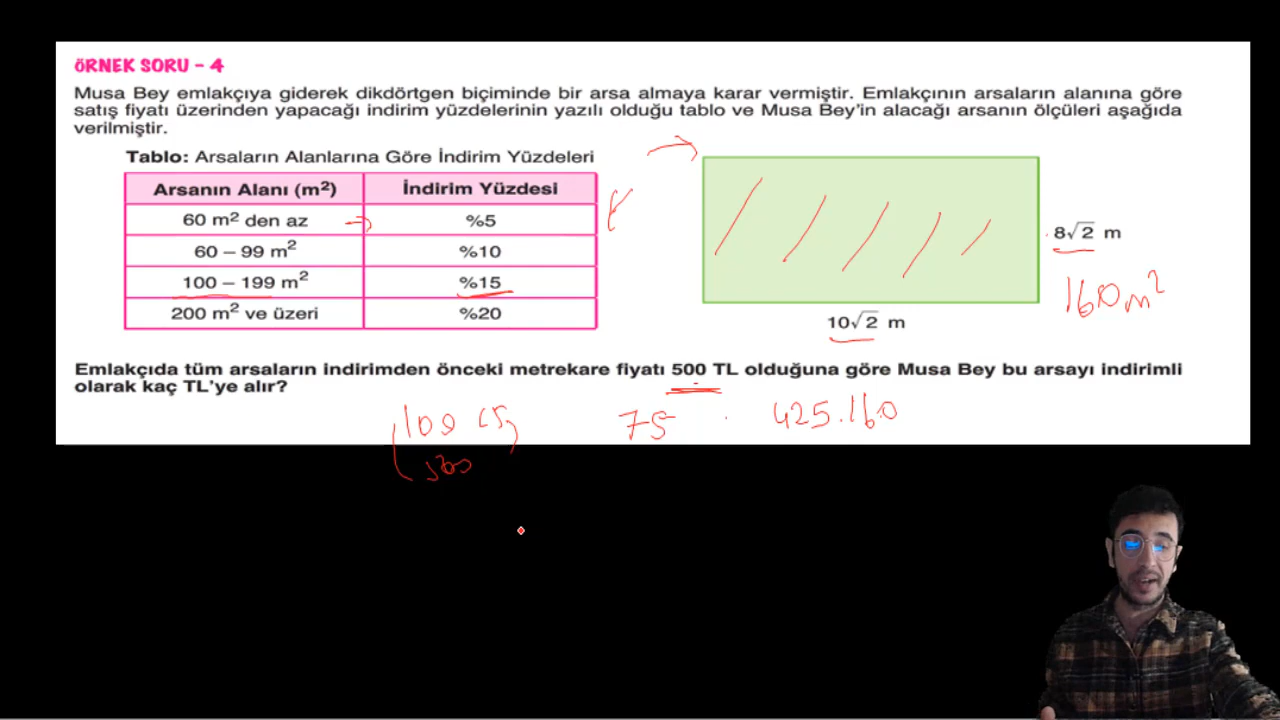 ÖRNEK SORU - 4
Musa Bey emlakçıya giderek dikdörtgen biçiminde bir arsa almaya karar vermiştir. Emlakçının arsaların alanına göre
satış fiyatı üzerinden yapacağı indirim yüzdelerinin yazılı olduğu tablo ve Musa Bey'in alacağı arsanın ölçüleri aşağıda
verilmiştir.
Tablo: Arsaların Alanlarına Göre İndirim Yüzdeleri
Arsanın Alanı (m²) İndirim Yüzdesi
60 m² den az %5
60 – 99 m² %10
100 – 199 m² %15
200 m² ve üzeri %20
8√2 m
160 m²
10√2 m
Emlakçıda tüm arsaların indirimden önceki metrekare fiyatı 500 TL olduğuna göre Musa Bey bu arsayı indirimli
olarak kaç TL'ye alır?
100 15 75 425.160
500